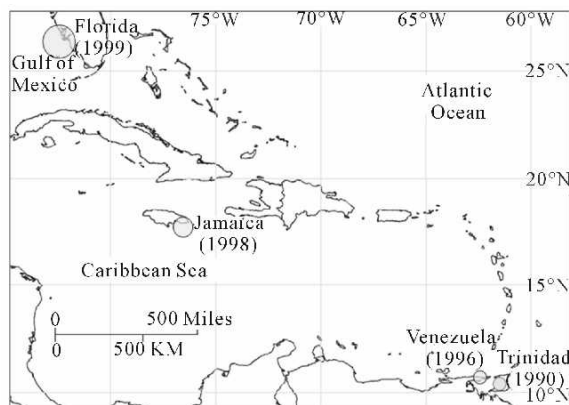 75°W
70°W
65°W
60°W
Florida
(1999)
Gulf of
Mexico
25°N
Atlantic
Ocean
20°N
Jamaica
(1998)
Caribbean Sea
15°N
0 500 Miles
0 500 KM
Venezuela
(1996)
Trinidad
(1990)
10°N